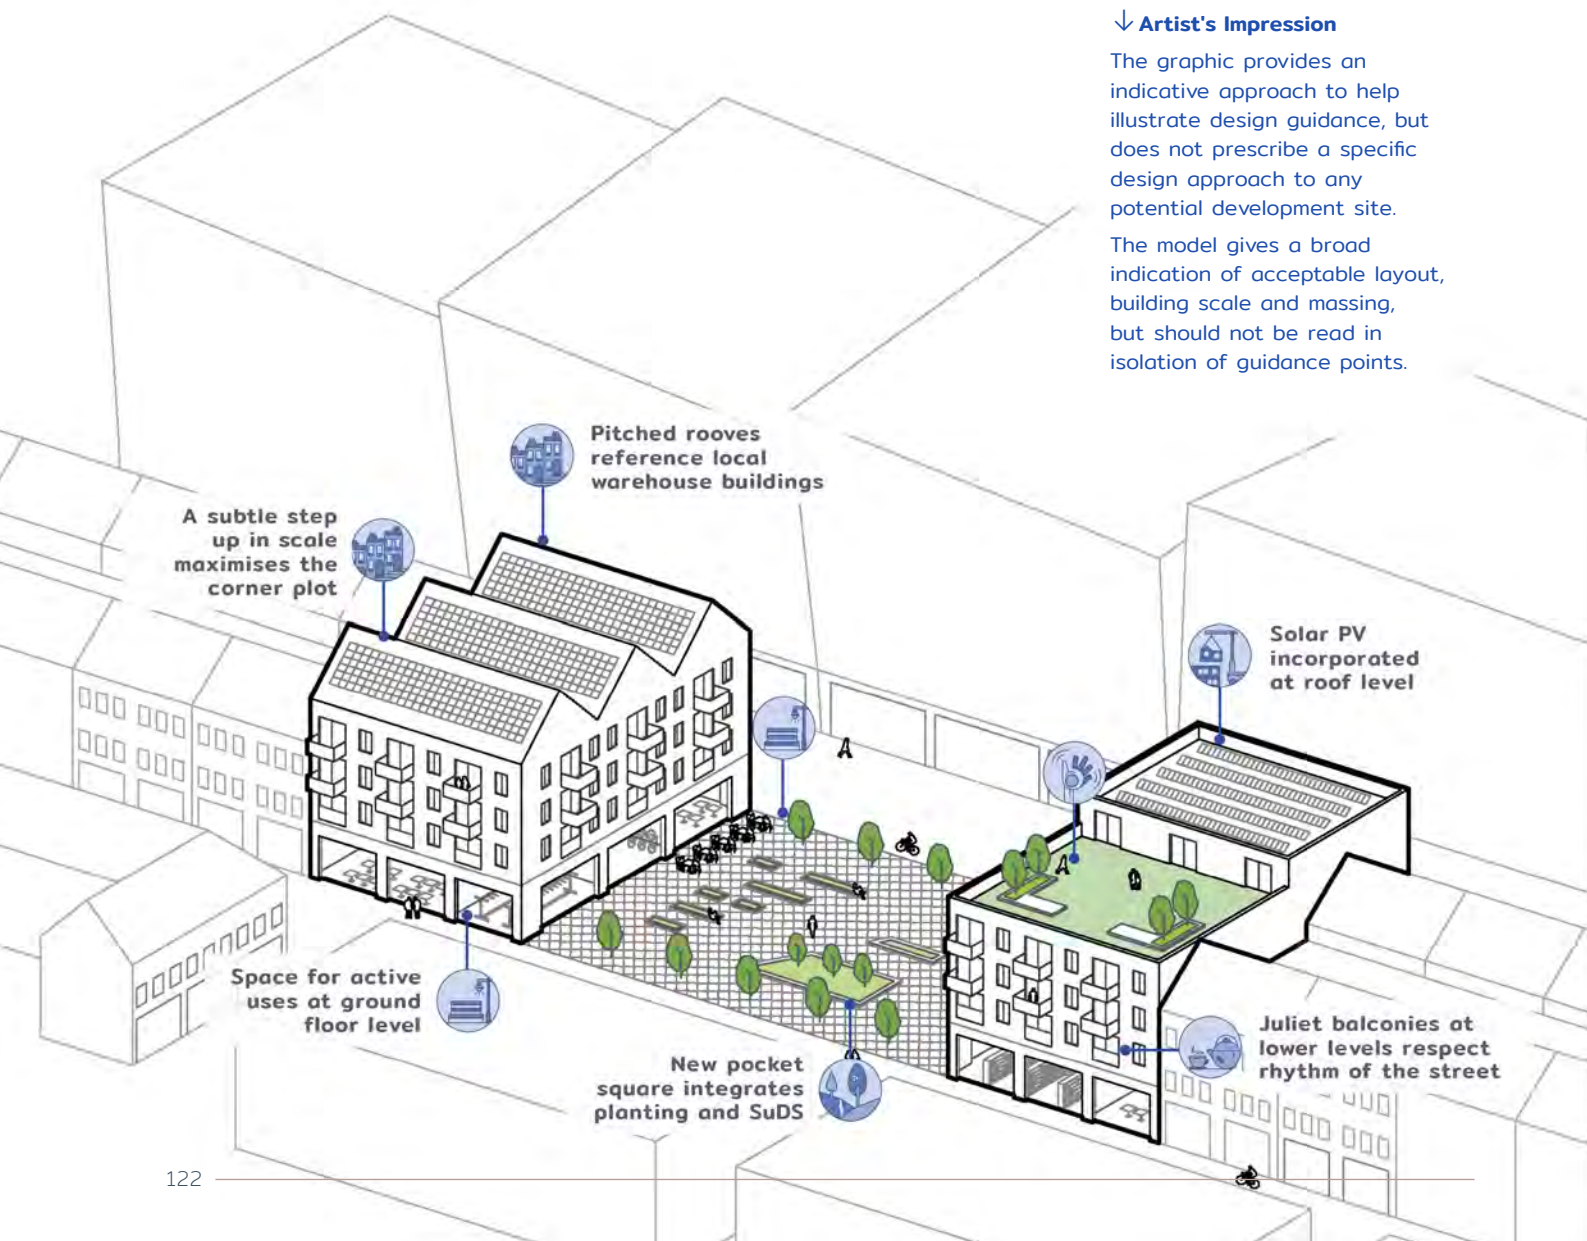 ↓ Artist's Impression
The graphic provides an
indicative approach to help
illustrate design guidance, but
does not prescribe a specific
design approach to any
potential development site.
The model gives a broad
indication of acceptable layout,
building scale and massing,
but should not be read in
isolation of guidance points.
Pitched rooves
reference local
warehouse buildings
A subtle step
up in scale
maximises the
corner plot
Solar PV
incorporated
at roof level
Space for active
uses at ground
floor level
New pocket
square integrates
planting and SuDS
Juliet balconies at
lower levels respect
rhythm of the street
122